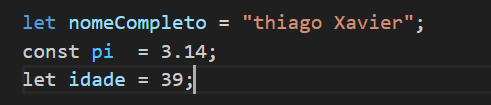 let nomeCompleto = "thiago Xavier";
const pi  = 3.14;
let idade = 39;